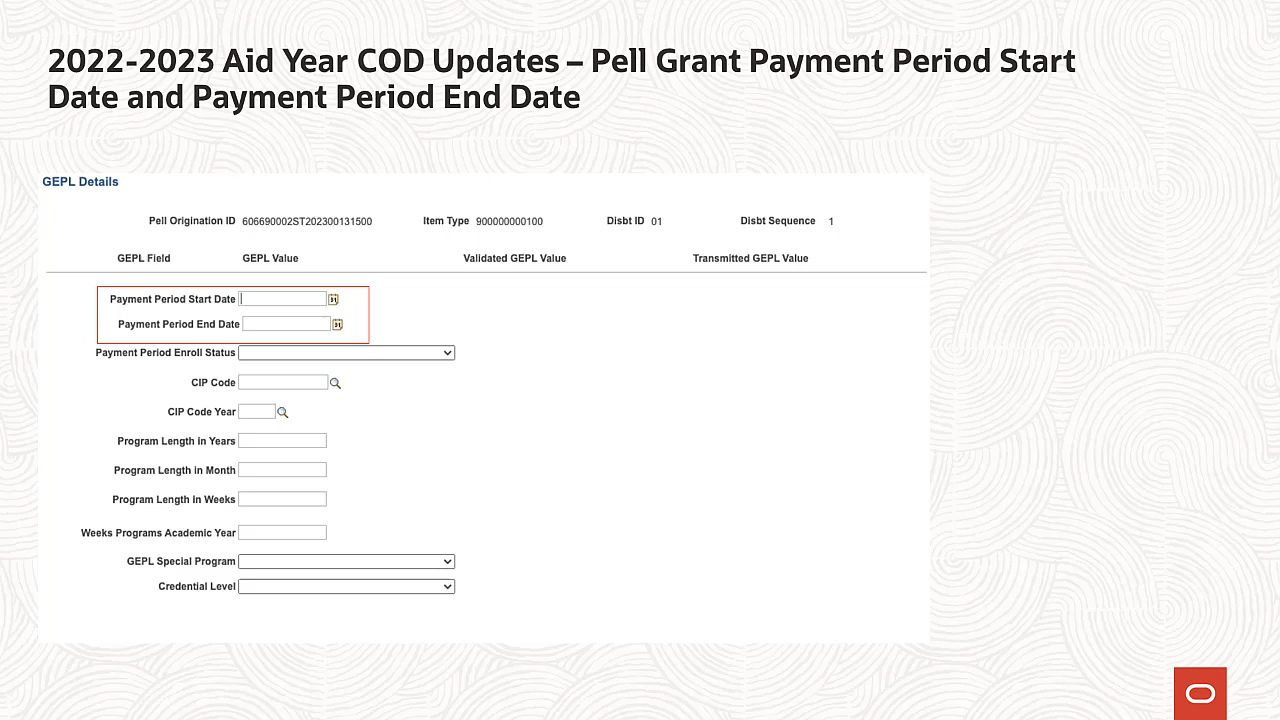 2022-2023 Aid Year COD Updates – Pell Grant Payment Period Start
Date and Payment Period End Date
GEPL Details
Pell Origination ID 606690002ST202300131500 Item Type 900000000100 Disbt ID 01 Disbt Sequence 1
GEPL Field GEPL Value Validated GEPL Value Transmitted GEPL Value
Payment Period Start Date
Payment Period End Date
Payment Period Enroll Status
CIP Code
CIP Code Year
Program Length in Years
Program Length in Month
Program Length in Weeks
Weeks Programs Academic Year
GEPL Special Program
Credential Level